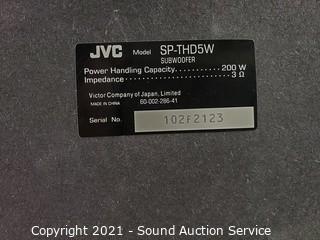 JVC Model SP-THD5W
SUBWOOFER
Power Handling Capacity............200 W
Impedance............................3 Ω
Victor Company of Japan, Limited
MADE IN CHINA 60-002-286-41
Serial No. 102F2123
Copyright 2021 - Sound Auction Service